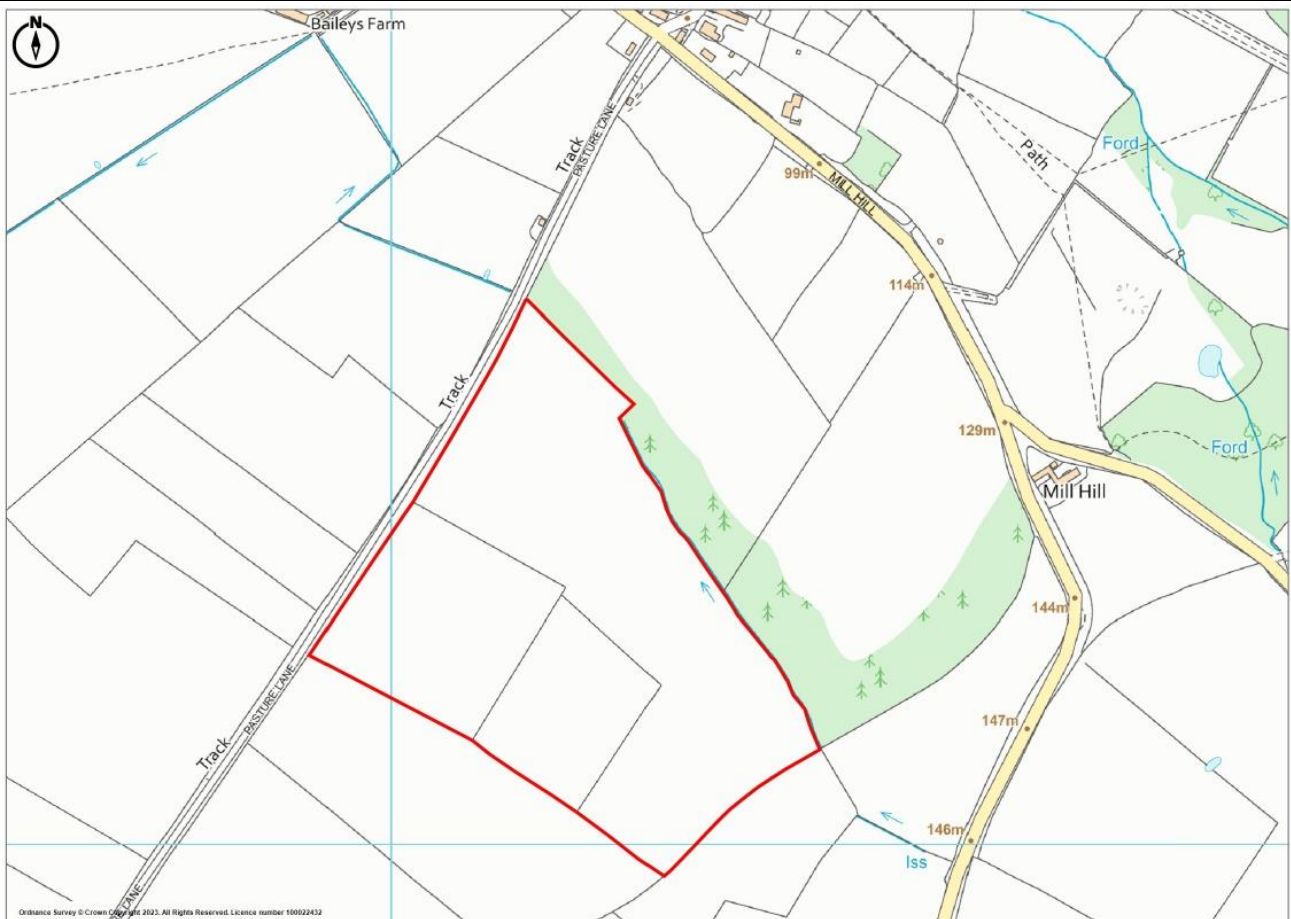 N
Baileys Farm
Track
PASTURE LANE
Path
Ford
99m
MILL HILL
114m
Track
129m
Ford
Mill Hill
144m
PASTURE LANE
Track
147m
146m
Iss
Ordnance Survey © Crown Copyright 2023. All Rights Reserved. Licence number 100022432